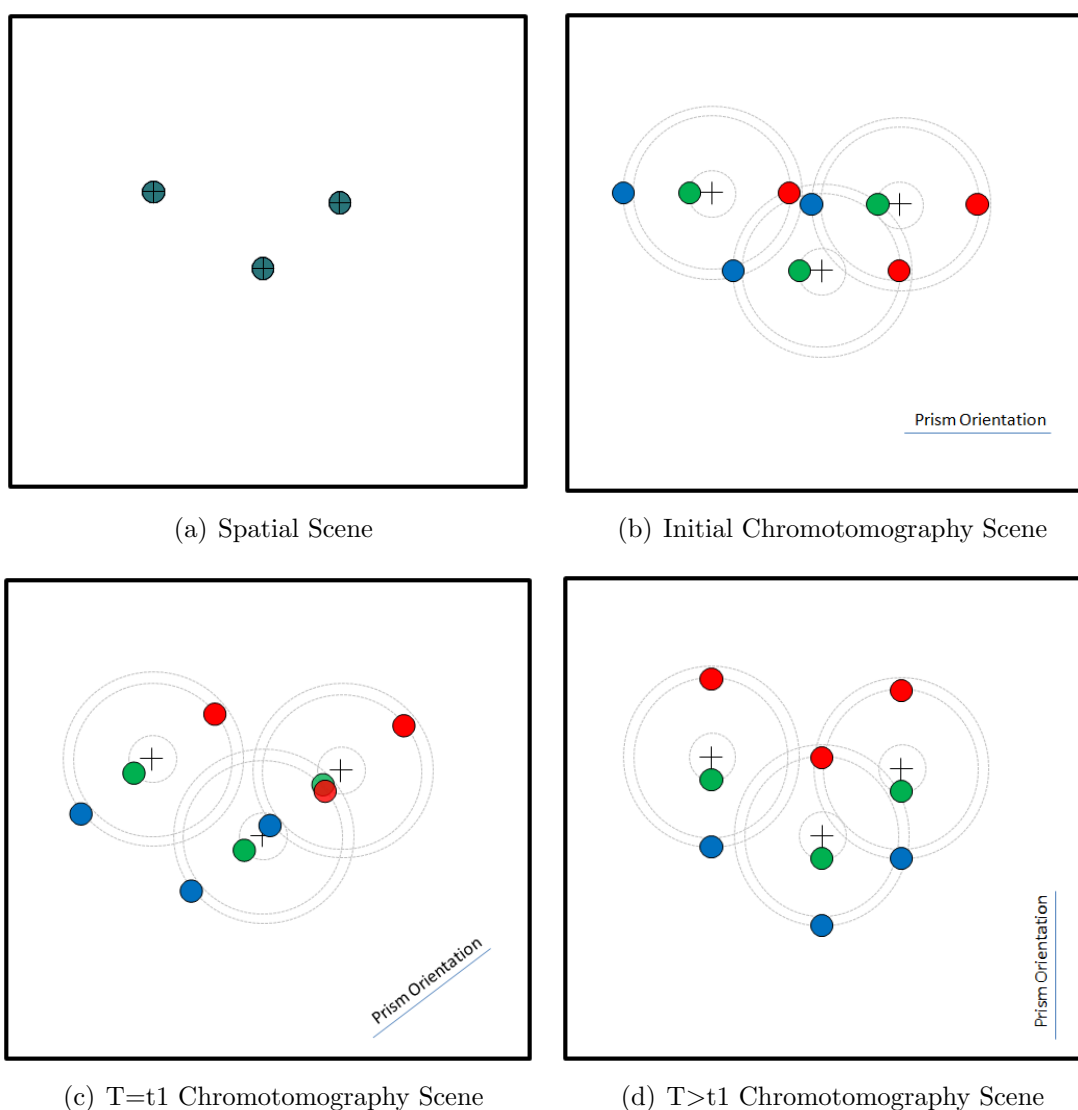 Prism Orientation
(a) Spatial Scene
(b) Initial Chromotomography Scene
Prism Orientation
Prism Orientation
(c) T=t1 Chromotomography Scene
(d) T>t1 Chromotomography Scene